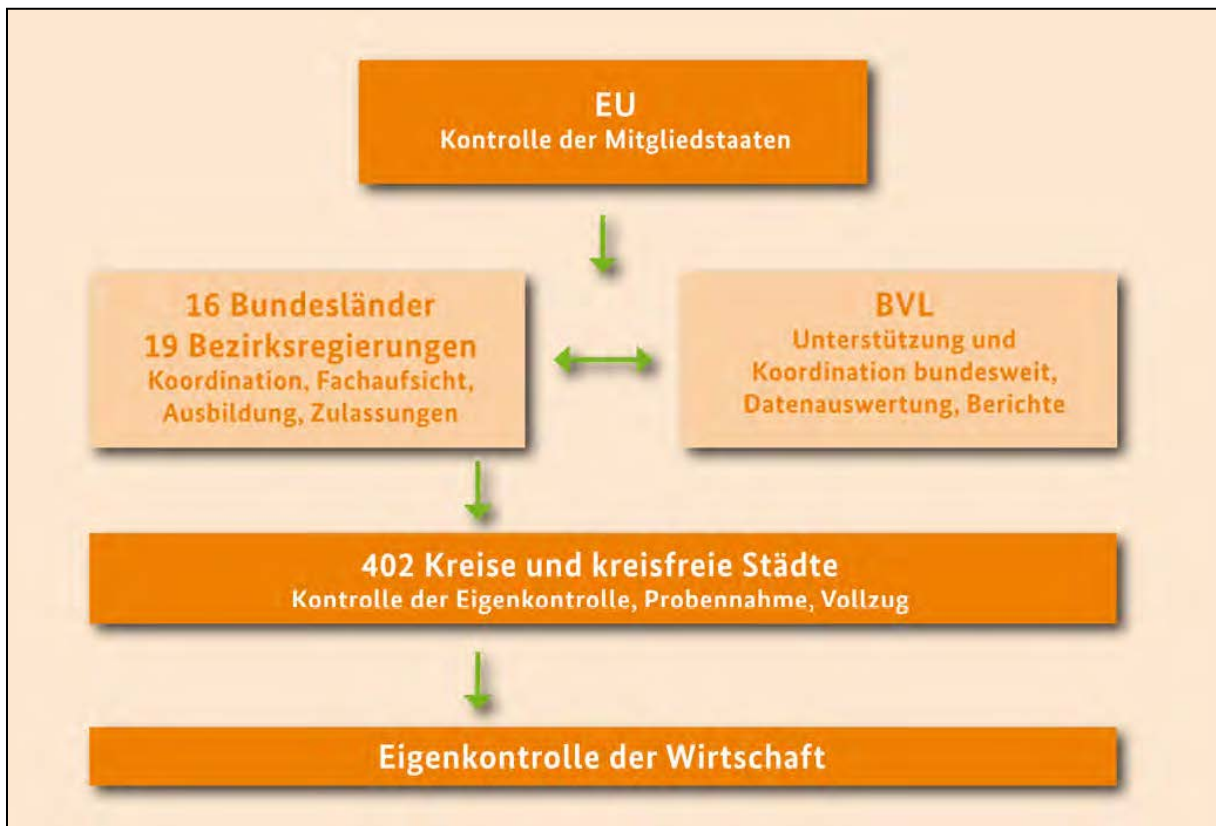 EU
Kontrolle der Mitgliedstaaten
16 Bundesländer
19 Bezirksregierungen
Koordination, Fachaufsicht,
Ausbildung, Zulassungen
BVL
Unterstützung und
Koordination bundesweit,
Datenauswertung, Berichte
402 Kreise und kreisfreie Städte
Kontrolle der Eigenkontrolle, Probennahme, Vollzug
Eigenkontrolle der Wirtschaft